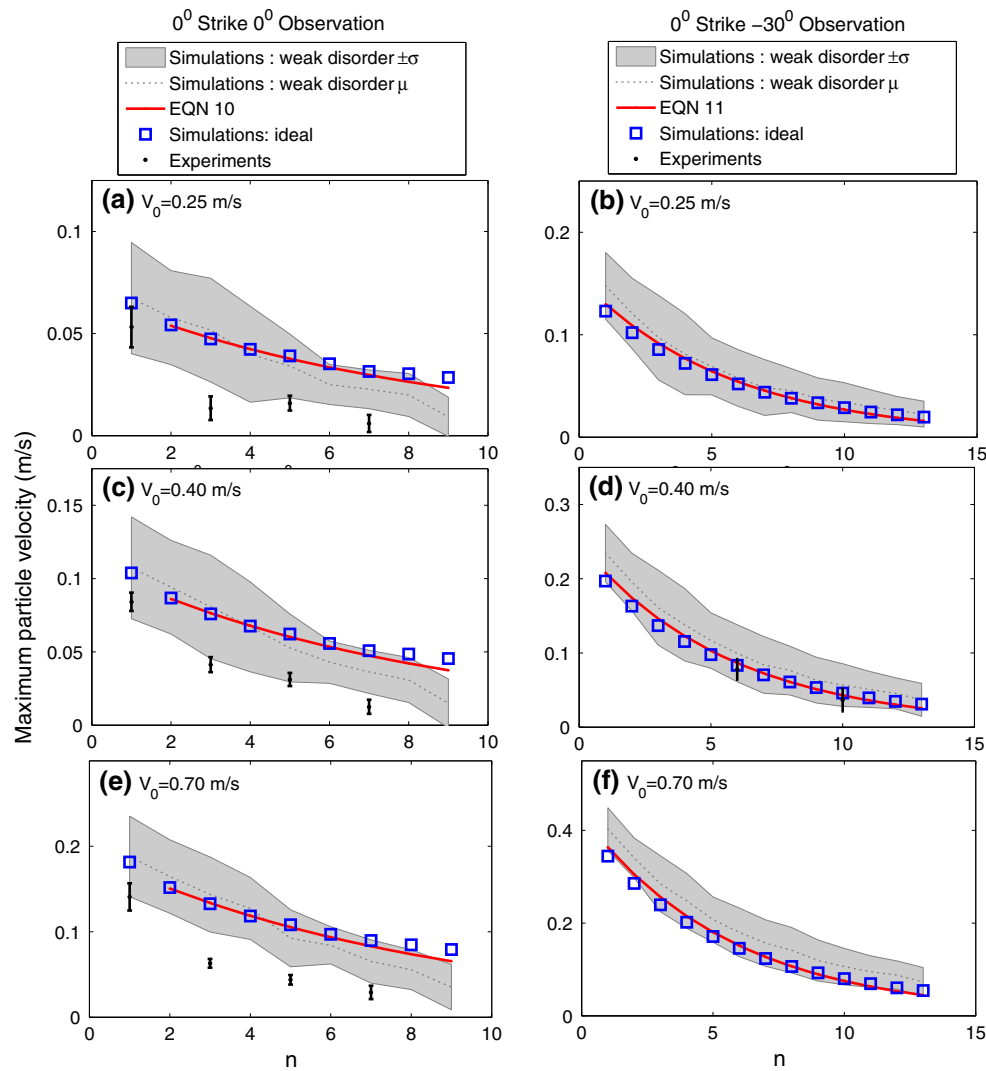 0⁰ Strike 0⁰ Observation
Simulations : weak disorder ±σ
Simulations : weak disorder μ
EQN 10
Simulations: ideal
Experiments
0⁰ Strike −30⁰ Observation
Simulations : weak disorder ±σ
Simulations : weak disorder μ
EQN 11
Simulations: ideal
Experiments
Maximum particle velocity (m/s)
(a) V₀=0.25 m/s
0.1
0.05
0
0 2 4 6 8 10
(b) V₀=0.25 m/s
0.2
0.1
0
0 5 10 15
(c) V₀=0.40 m/s
0.15
0.1
0.05
0
0 2 4 6 8 10
(d) V₀=0.40 m/s
0.3
0.2
0.1
0
0 5 10 15
(e) V₀=0.70 m/s
0.2
0.1
0
0 2 4 6 8 10
n
(f) V₀=0.70 m/s
0.4
0.2
0
0 5 10 15
n